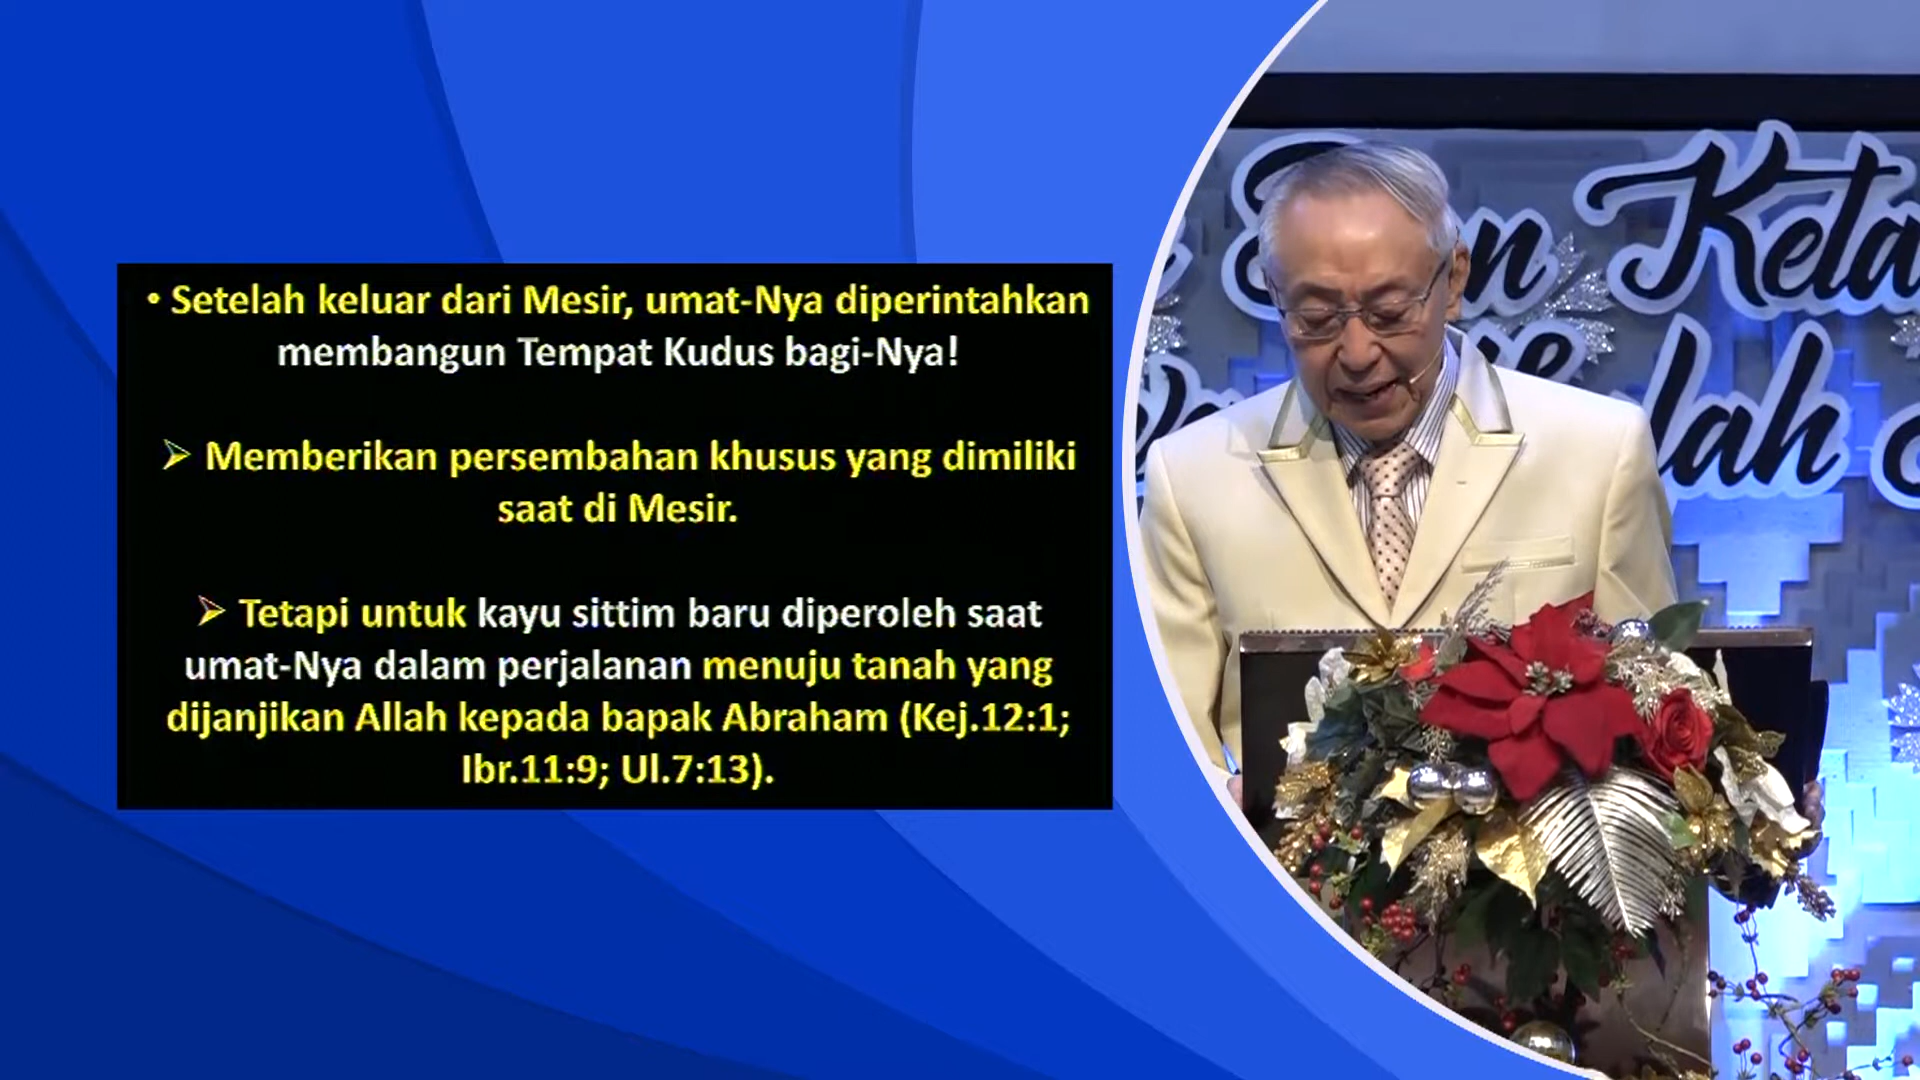 • Setelah keluar dari Mesir, umat-Nya diperintahkan
membangun Tempat Kudus bagi-Nya!
➢ Memberikan persembahan khusus yang dimiliki
saat di Mesir.
➢ Tetapi untuk kayu sittim baru diperoleh saat
umat-Nya dalam perjalanan menuju tanah yang
dijanjikan Allah kepada bapak Abraham (Kej.12:1;
Ibr.11:9; Ul.7:13).